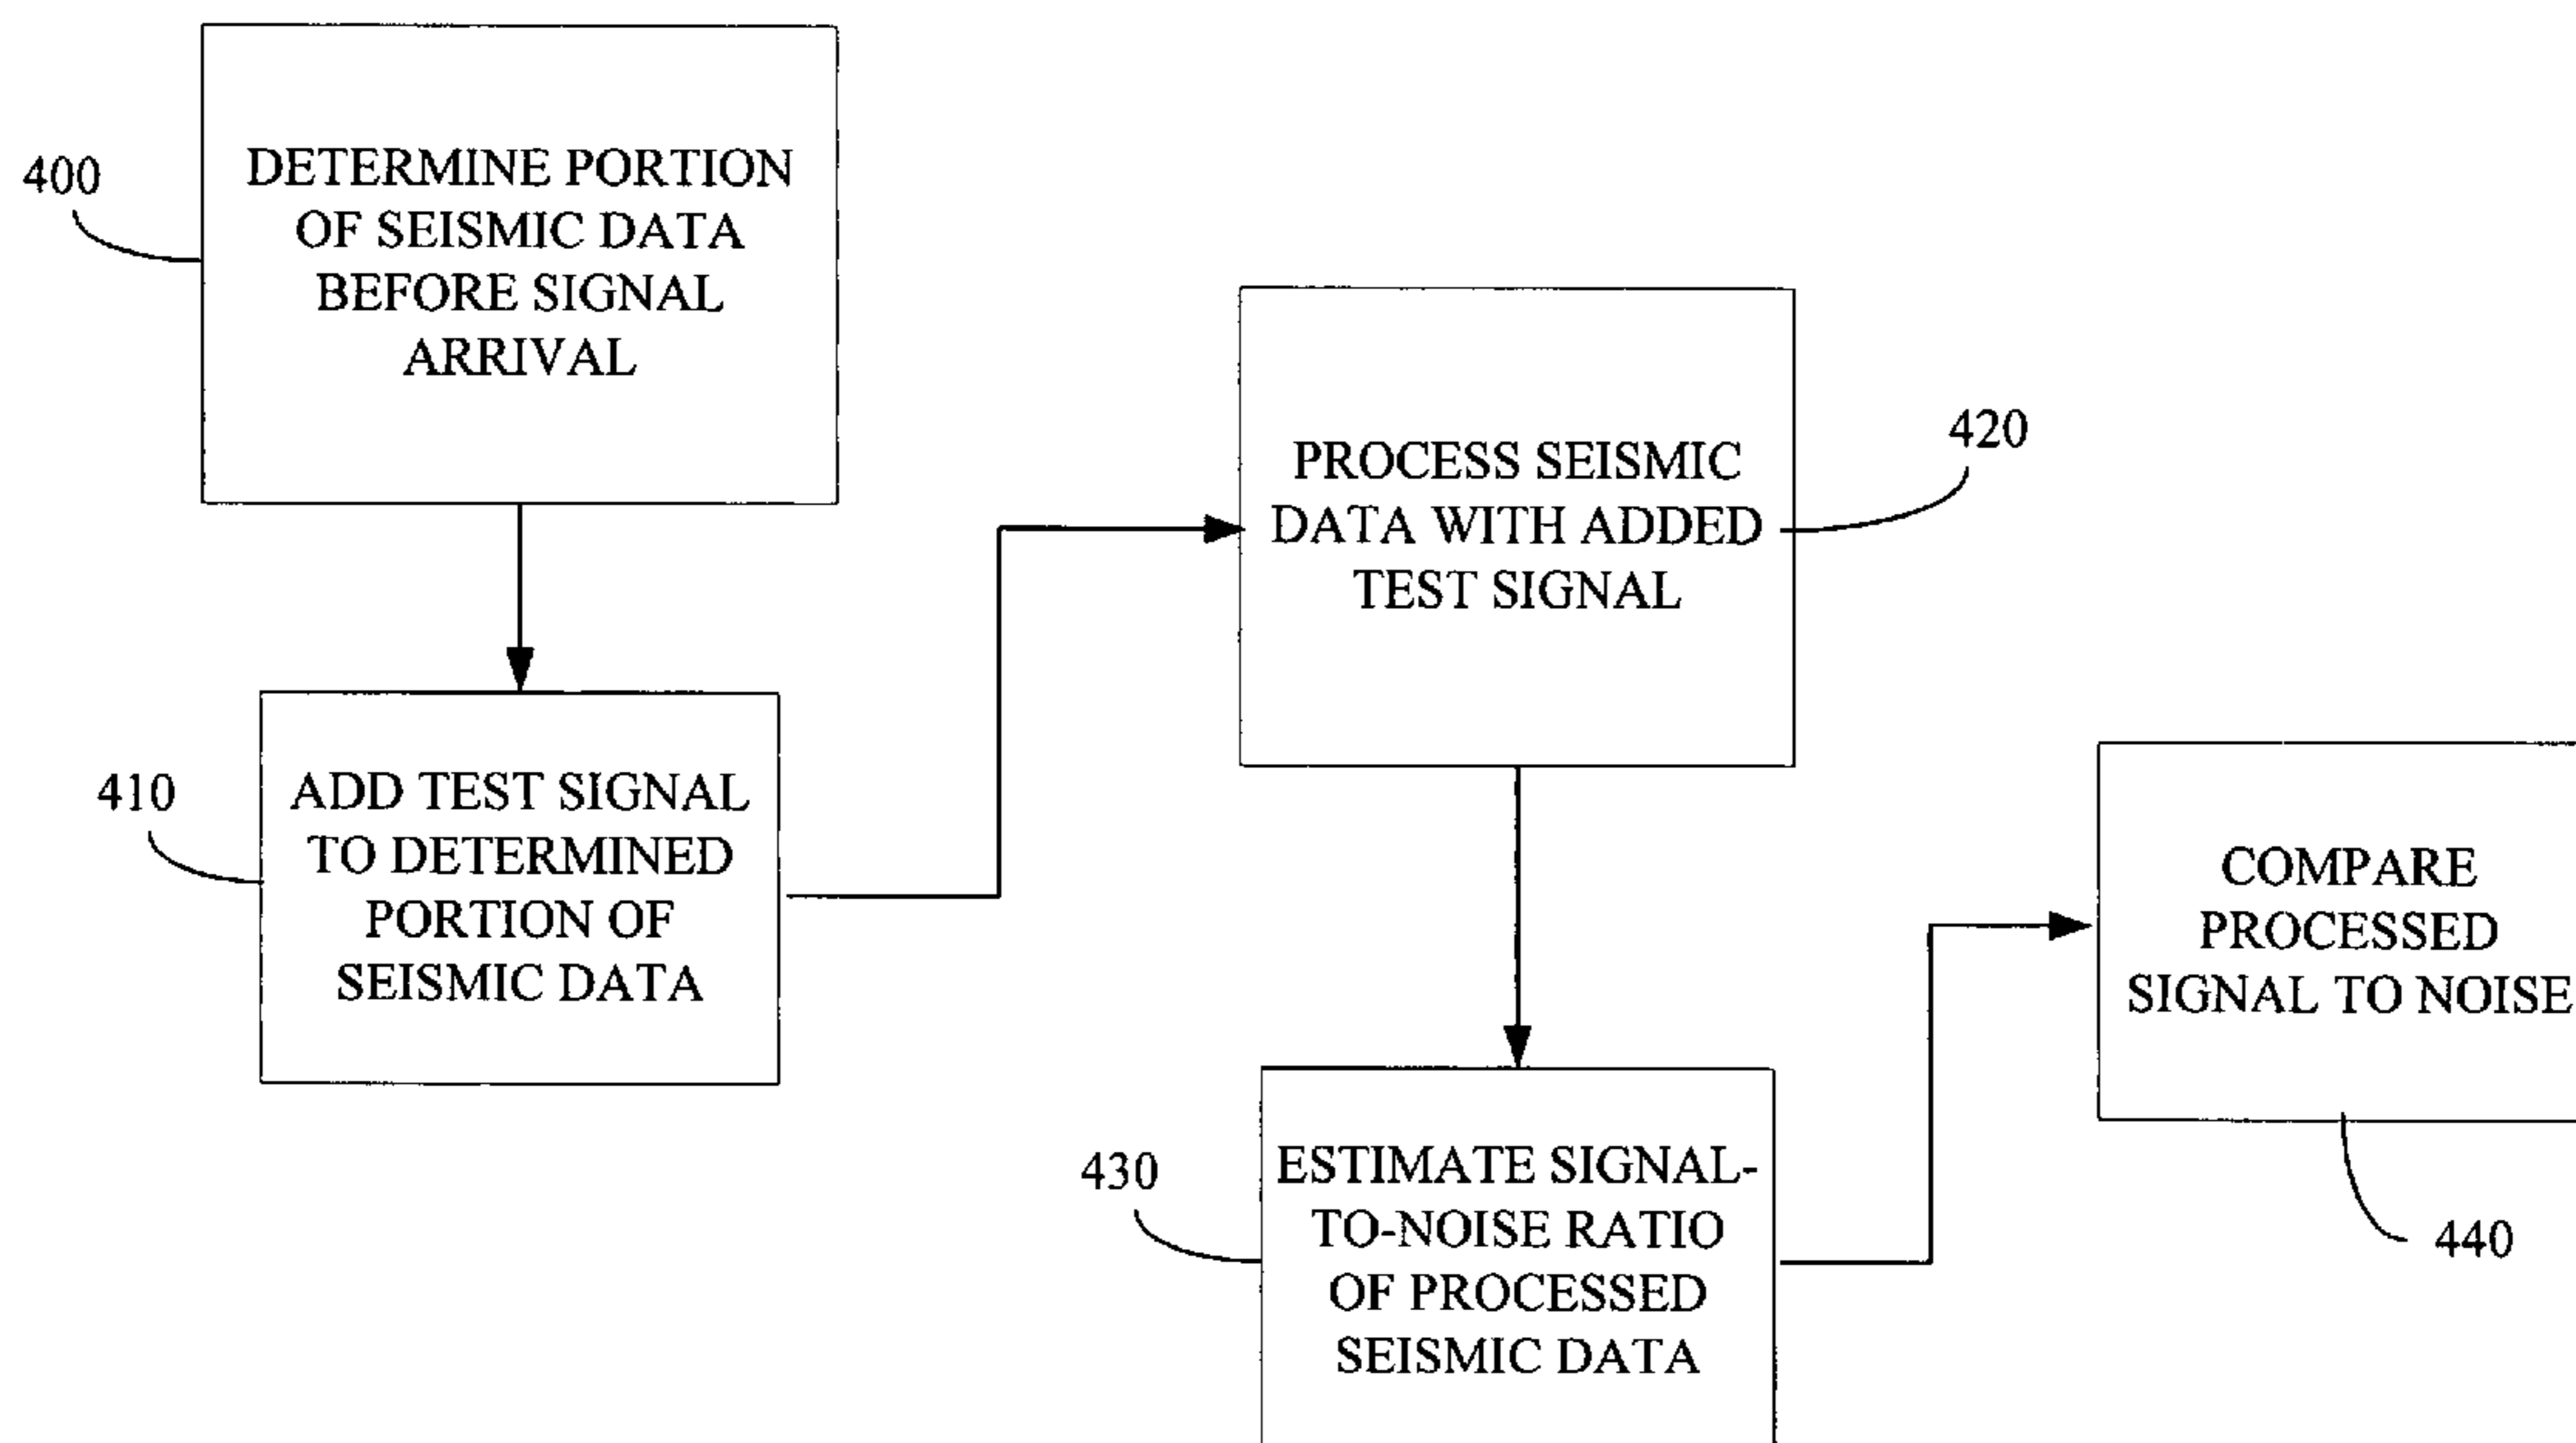 400
DETERMINE PORTION
OF SEISMIC DATA
BEFORE SIGNAL
ARRIVAL
410
ADD TEST SIGNAL
TO DETERMINED
PORTION OF
SEISMIC DATA
420
PROCESS SEISMIC
DATA WITH ADDED
TEST SIGNAL
430
ESTIMATE SIGNAL-
TO-NOISE RATIO
OF PROCESSED
SEISMIC DATA
COMPARE
PROCESSED
SIGNAL TO NOISE
440